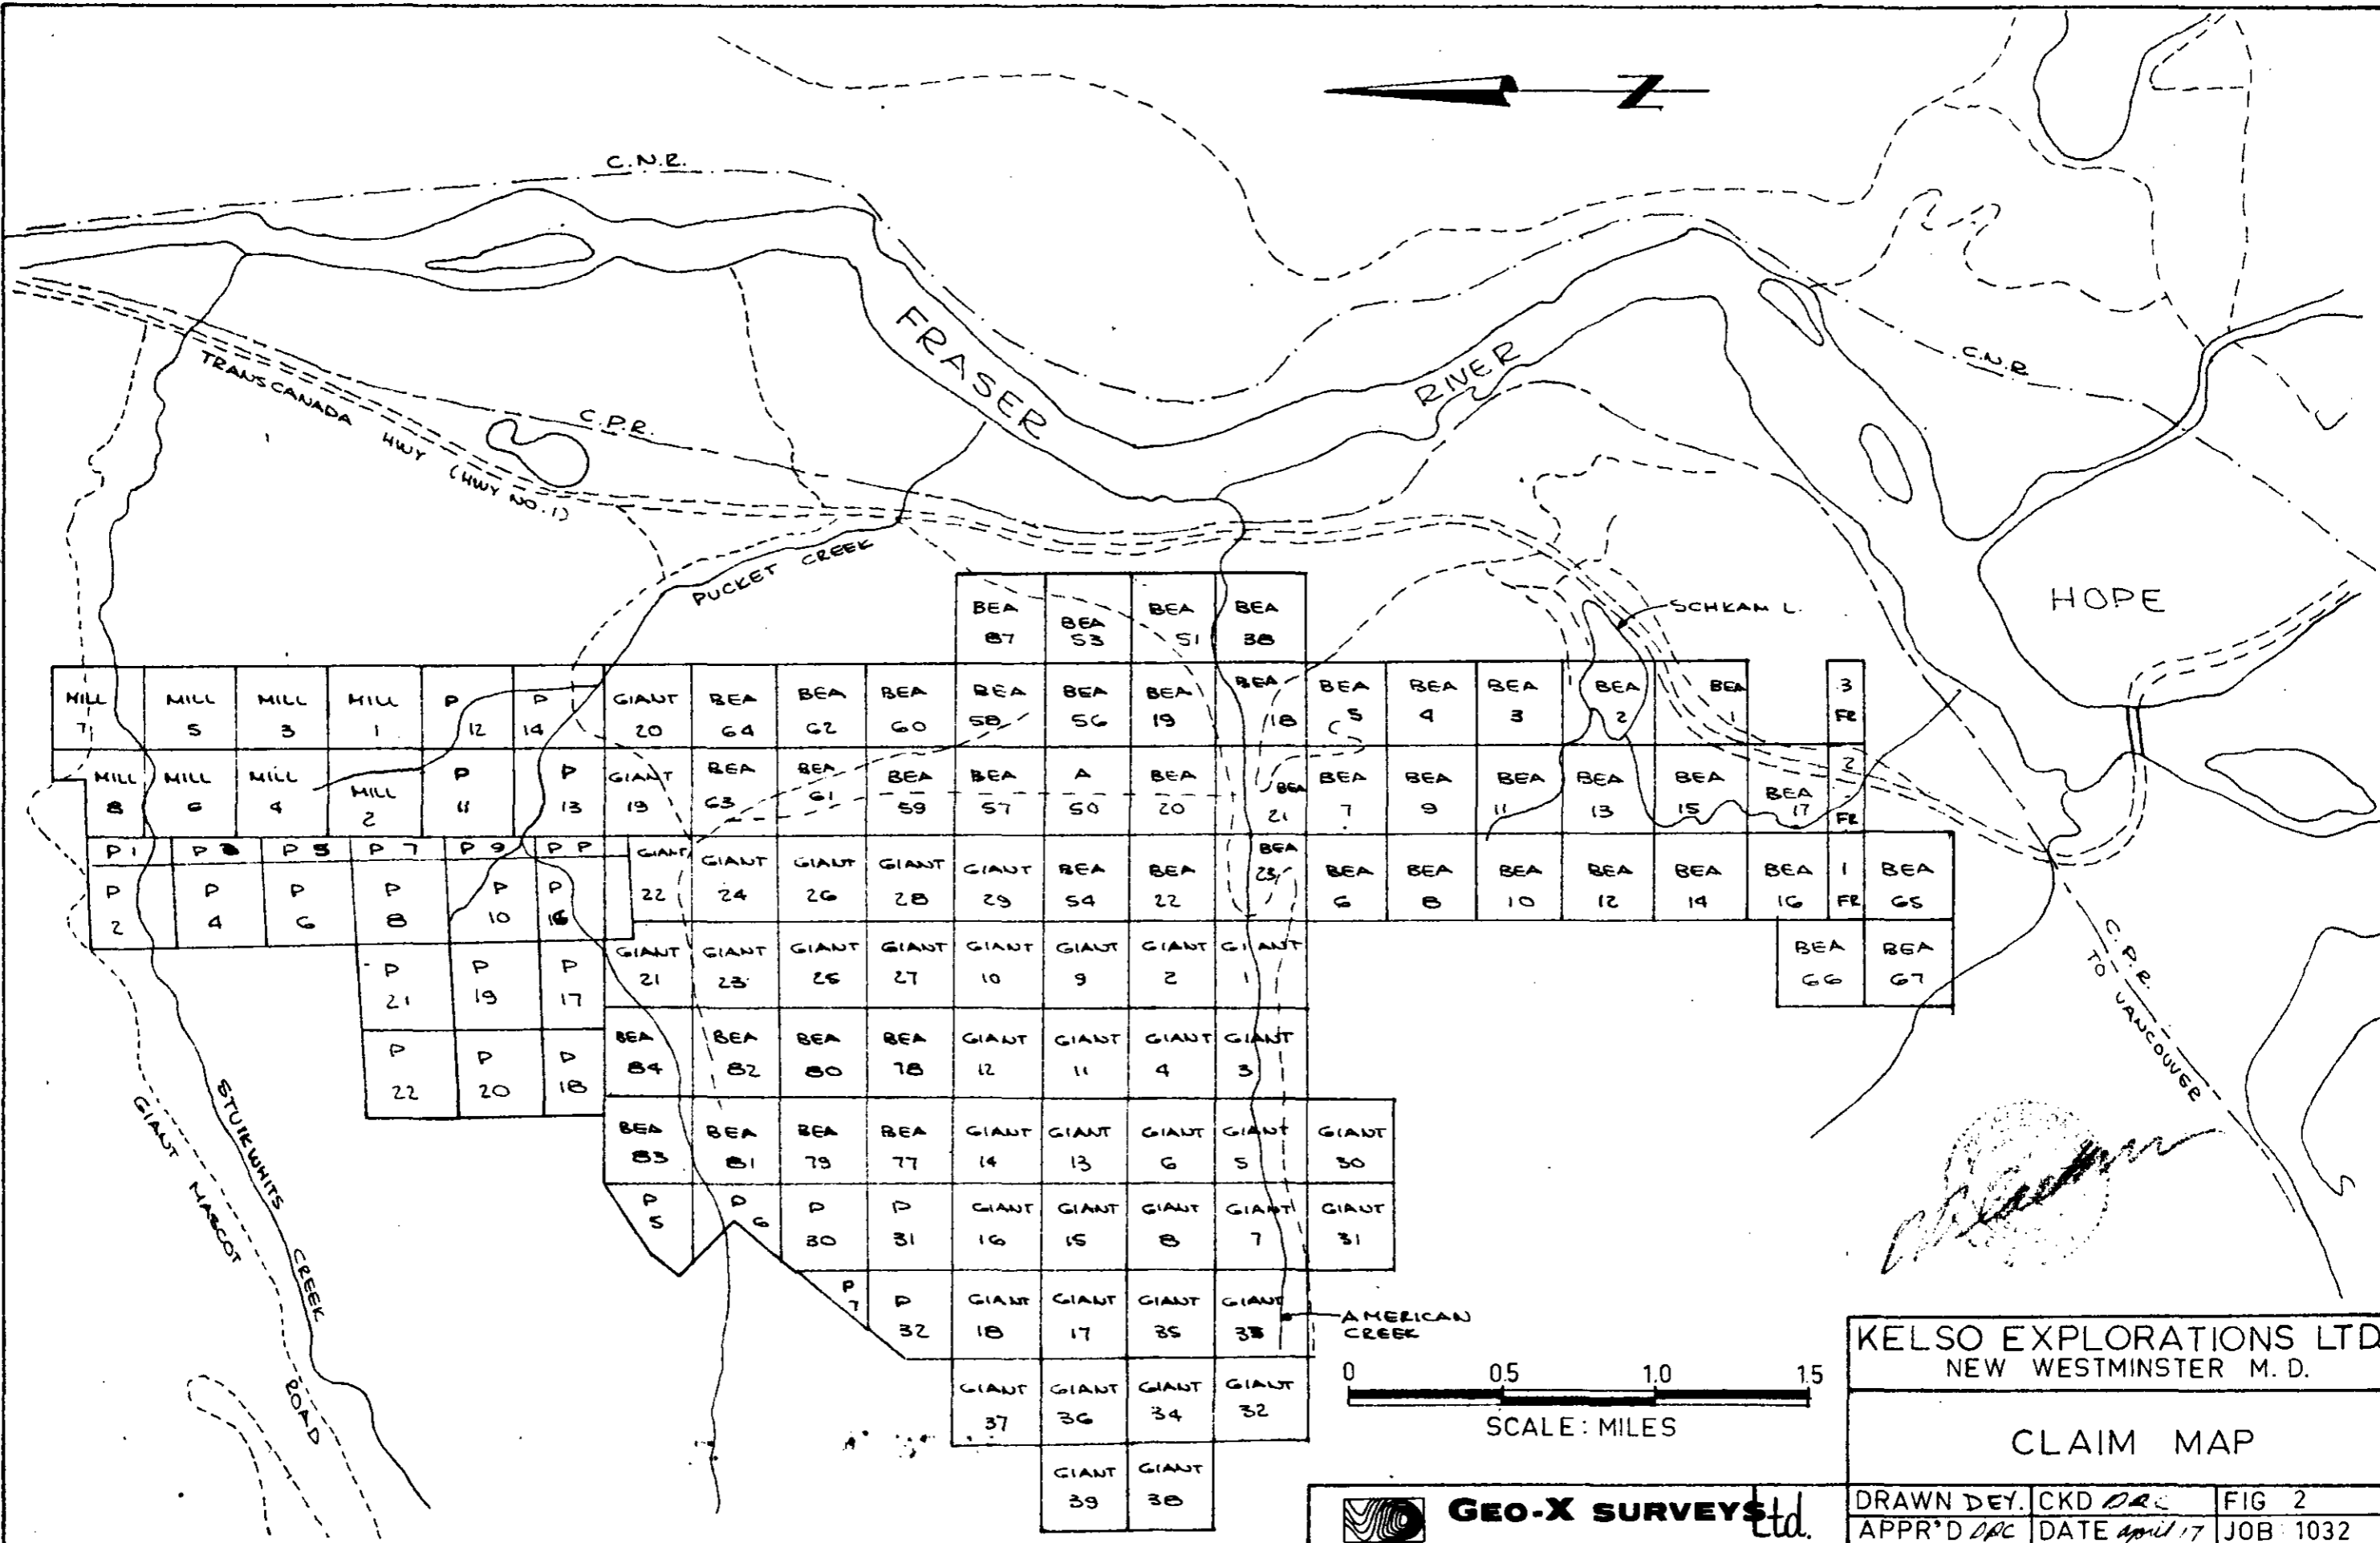 N
C.N.R.
FRASER
RIVER
C.N.R.
TRANSCANADA HWY (HWY NO.1)
C.P.R.
PUCKET CREEK
SCHKAM L.
HOPE
BEA 87
BEA 53
BEA 51
BEA 38
MILL 7
MILL 5
MILL 3
MILL 1
P 12
P 14
GIANT 20
BEA 64
BEA 62
BEA 60
BEA 58
BEA 56
BEA 19
BEA 18
BEA 5
BEA 4
BEA 3
BEA 2
BEA 1
3 FR
MILL 8
MILL 6
MILL 4
MILL 2
P 11
P 13
GIANT 19
BEA 63
BEA 61
BEA 59
BEA 57
A 50
BEA 20
BEA 21
BEA 7
BEA 9
BEA 11
BEA 13
BEA 15
BEA 17
2 FR
P 1
P 3
P 5
P 7
P 9
P P
P 2
P 4
P 6
P 8
P 10
P 16
GIANT 22
GIANT 24
GIANT 26
GIANT 28
GIANT 29
BEA 54
BEA 22
BEA 23
BEA 6
BEA 8
BEA 10
BEA 12
BEA 14
BEA 16
1 FR
BEA 65
P 21
P 19
P 17
GIANT 21
GIANT 23
GIANT 25
GIANT 27
GIANT 10
GIANT 9
GIANT 2
GIANT 1
BEA 66
BEA 67
P 22
P 20
P 18
BEA 84
BEA 82
BEA 80
BEA 78
GIANT 12
GIANT 11
GIANT 4
GIANT 3
BEA 83
BEA 81
BEA 79
BEA 77
GIANT 14
GIANT 13
GIANT 6
GIANT 5
GIANT 30
P 5
P 6
P 30
P 31
GIANT 16
GIANT 15
GIANT 8
GIANT 7
GIANT 31
P 7
P 32
GIANT 18
GIANT 17
GIANT 35
GIANT 33
GIANT 37
GIANT 36
GIANT 34
GIANT 32
GIANT 39
GIANT 38
C.P.R.
TO VANCOUVER
STUIKWHITS CREEK
GIANT MASCOT ROAD
AMERICAN
CREEK
0 0.5 1.0 1.5
SCALE: MILES
KELSO EXPLORATIONS LTD
NEW WESTMINSTER M. D.
CLAIM MAP
GEO-X SURVEYS Ltd.
DRAWN DEY. CKD DRC FIG 2
APPR'D DRC DATE april 17 JOB 1032